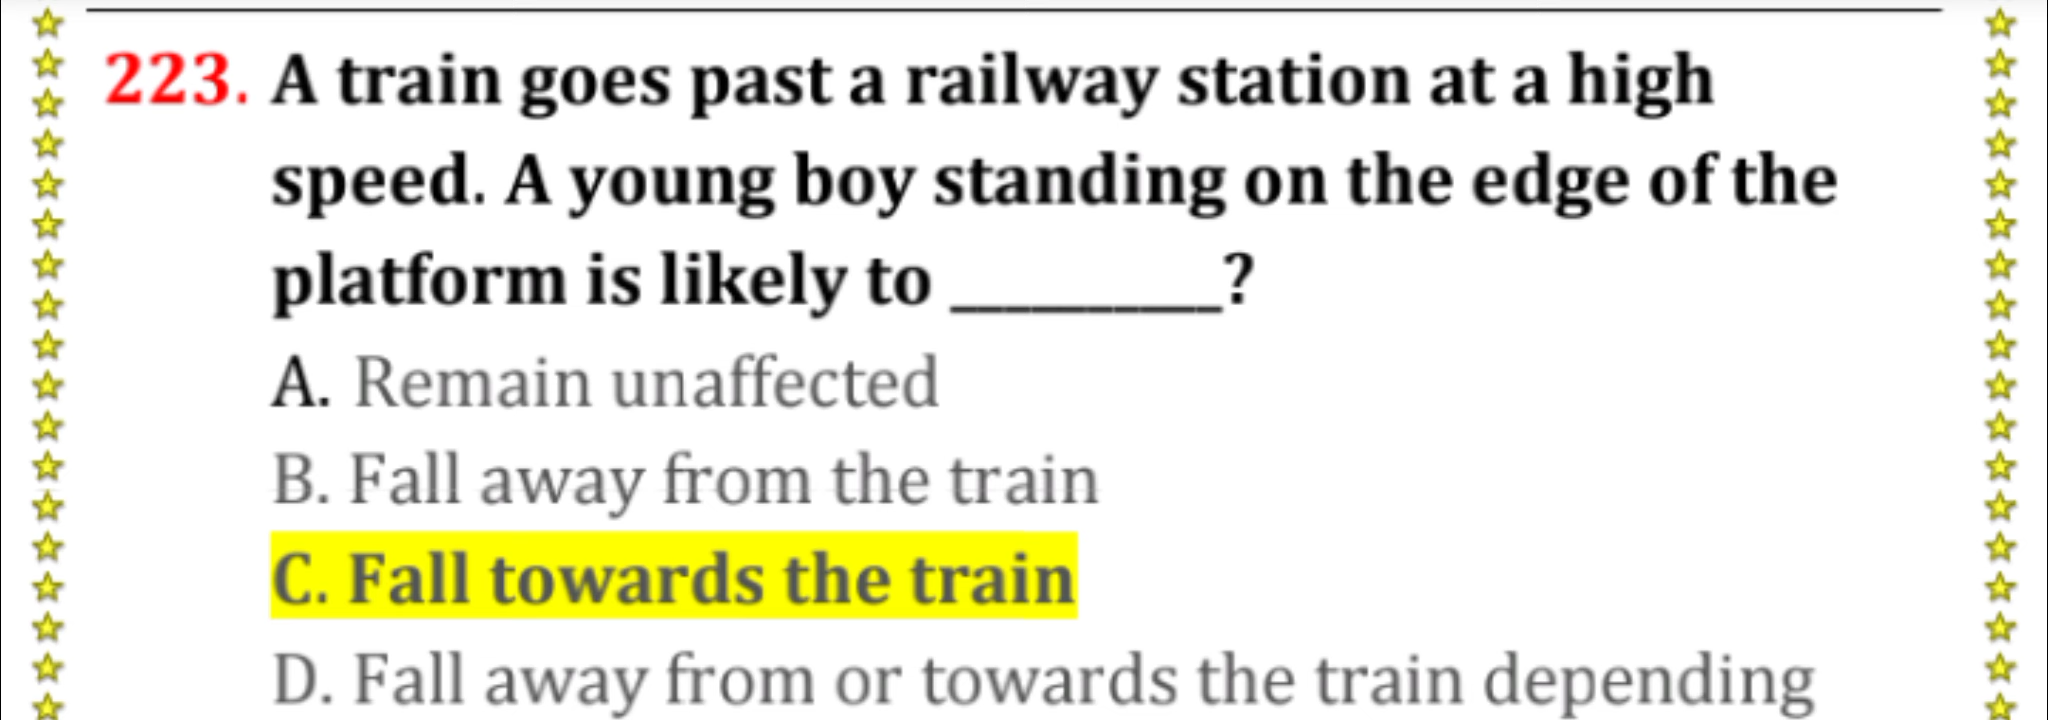 223. A train goes past a railway station at a high
speed. A young boy standing on the edge of the
platform is likely to __________?
A. Remain unaffected
B. Fall away from the train
C. Fall towards the train
D. Fall away from or towards the train depending